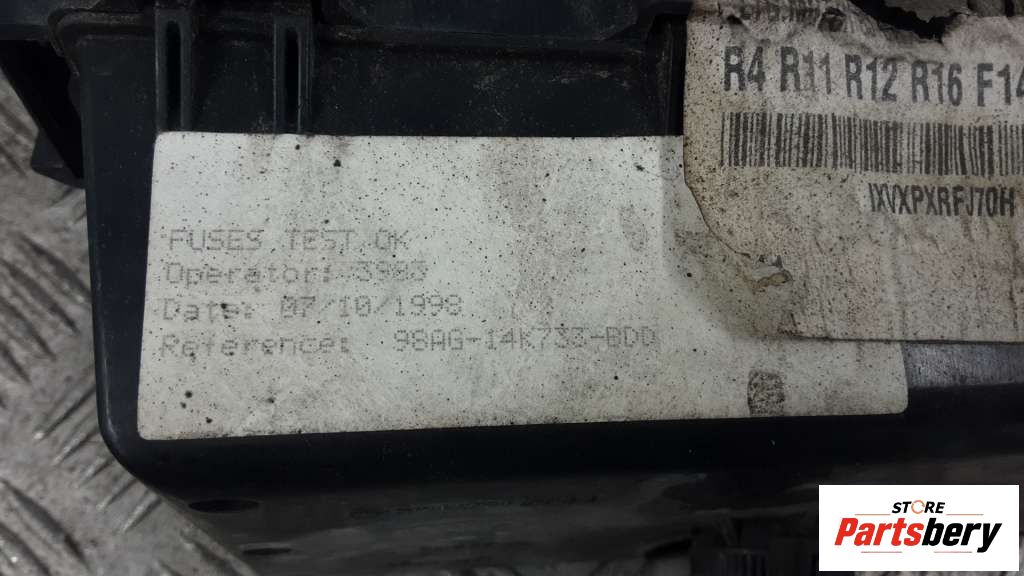 R4 R11 R12 R16 F14
IXVXPXRFJ70H
FUSES TEST OK
Operator: 3983
Date: 07/10/1998
Reference: 98AG-14K733-BDD
STORE
Partsbery